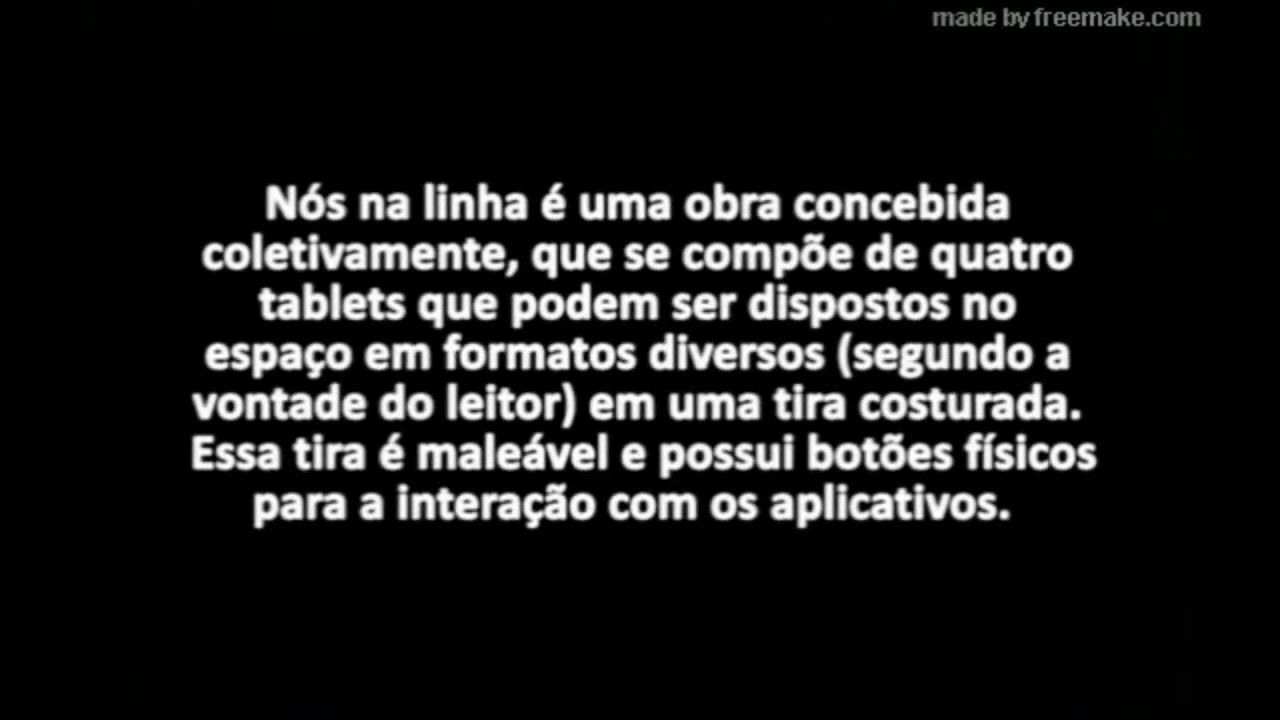 made by freemake.com
Nós na linha é uma obra concebida
coletivamente, que se compõe de quatro
tablets que podem ser dispostos no
espaço em formatos diversos (segundo a
vontade do leitor) em uma tira costurada.
Essa tira é maleável e possui botões físicos
para a interação com os aplicativos.